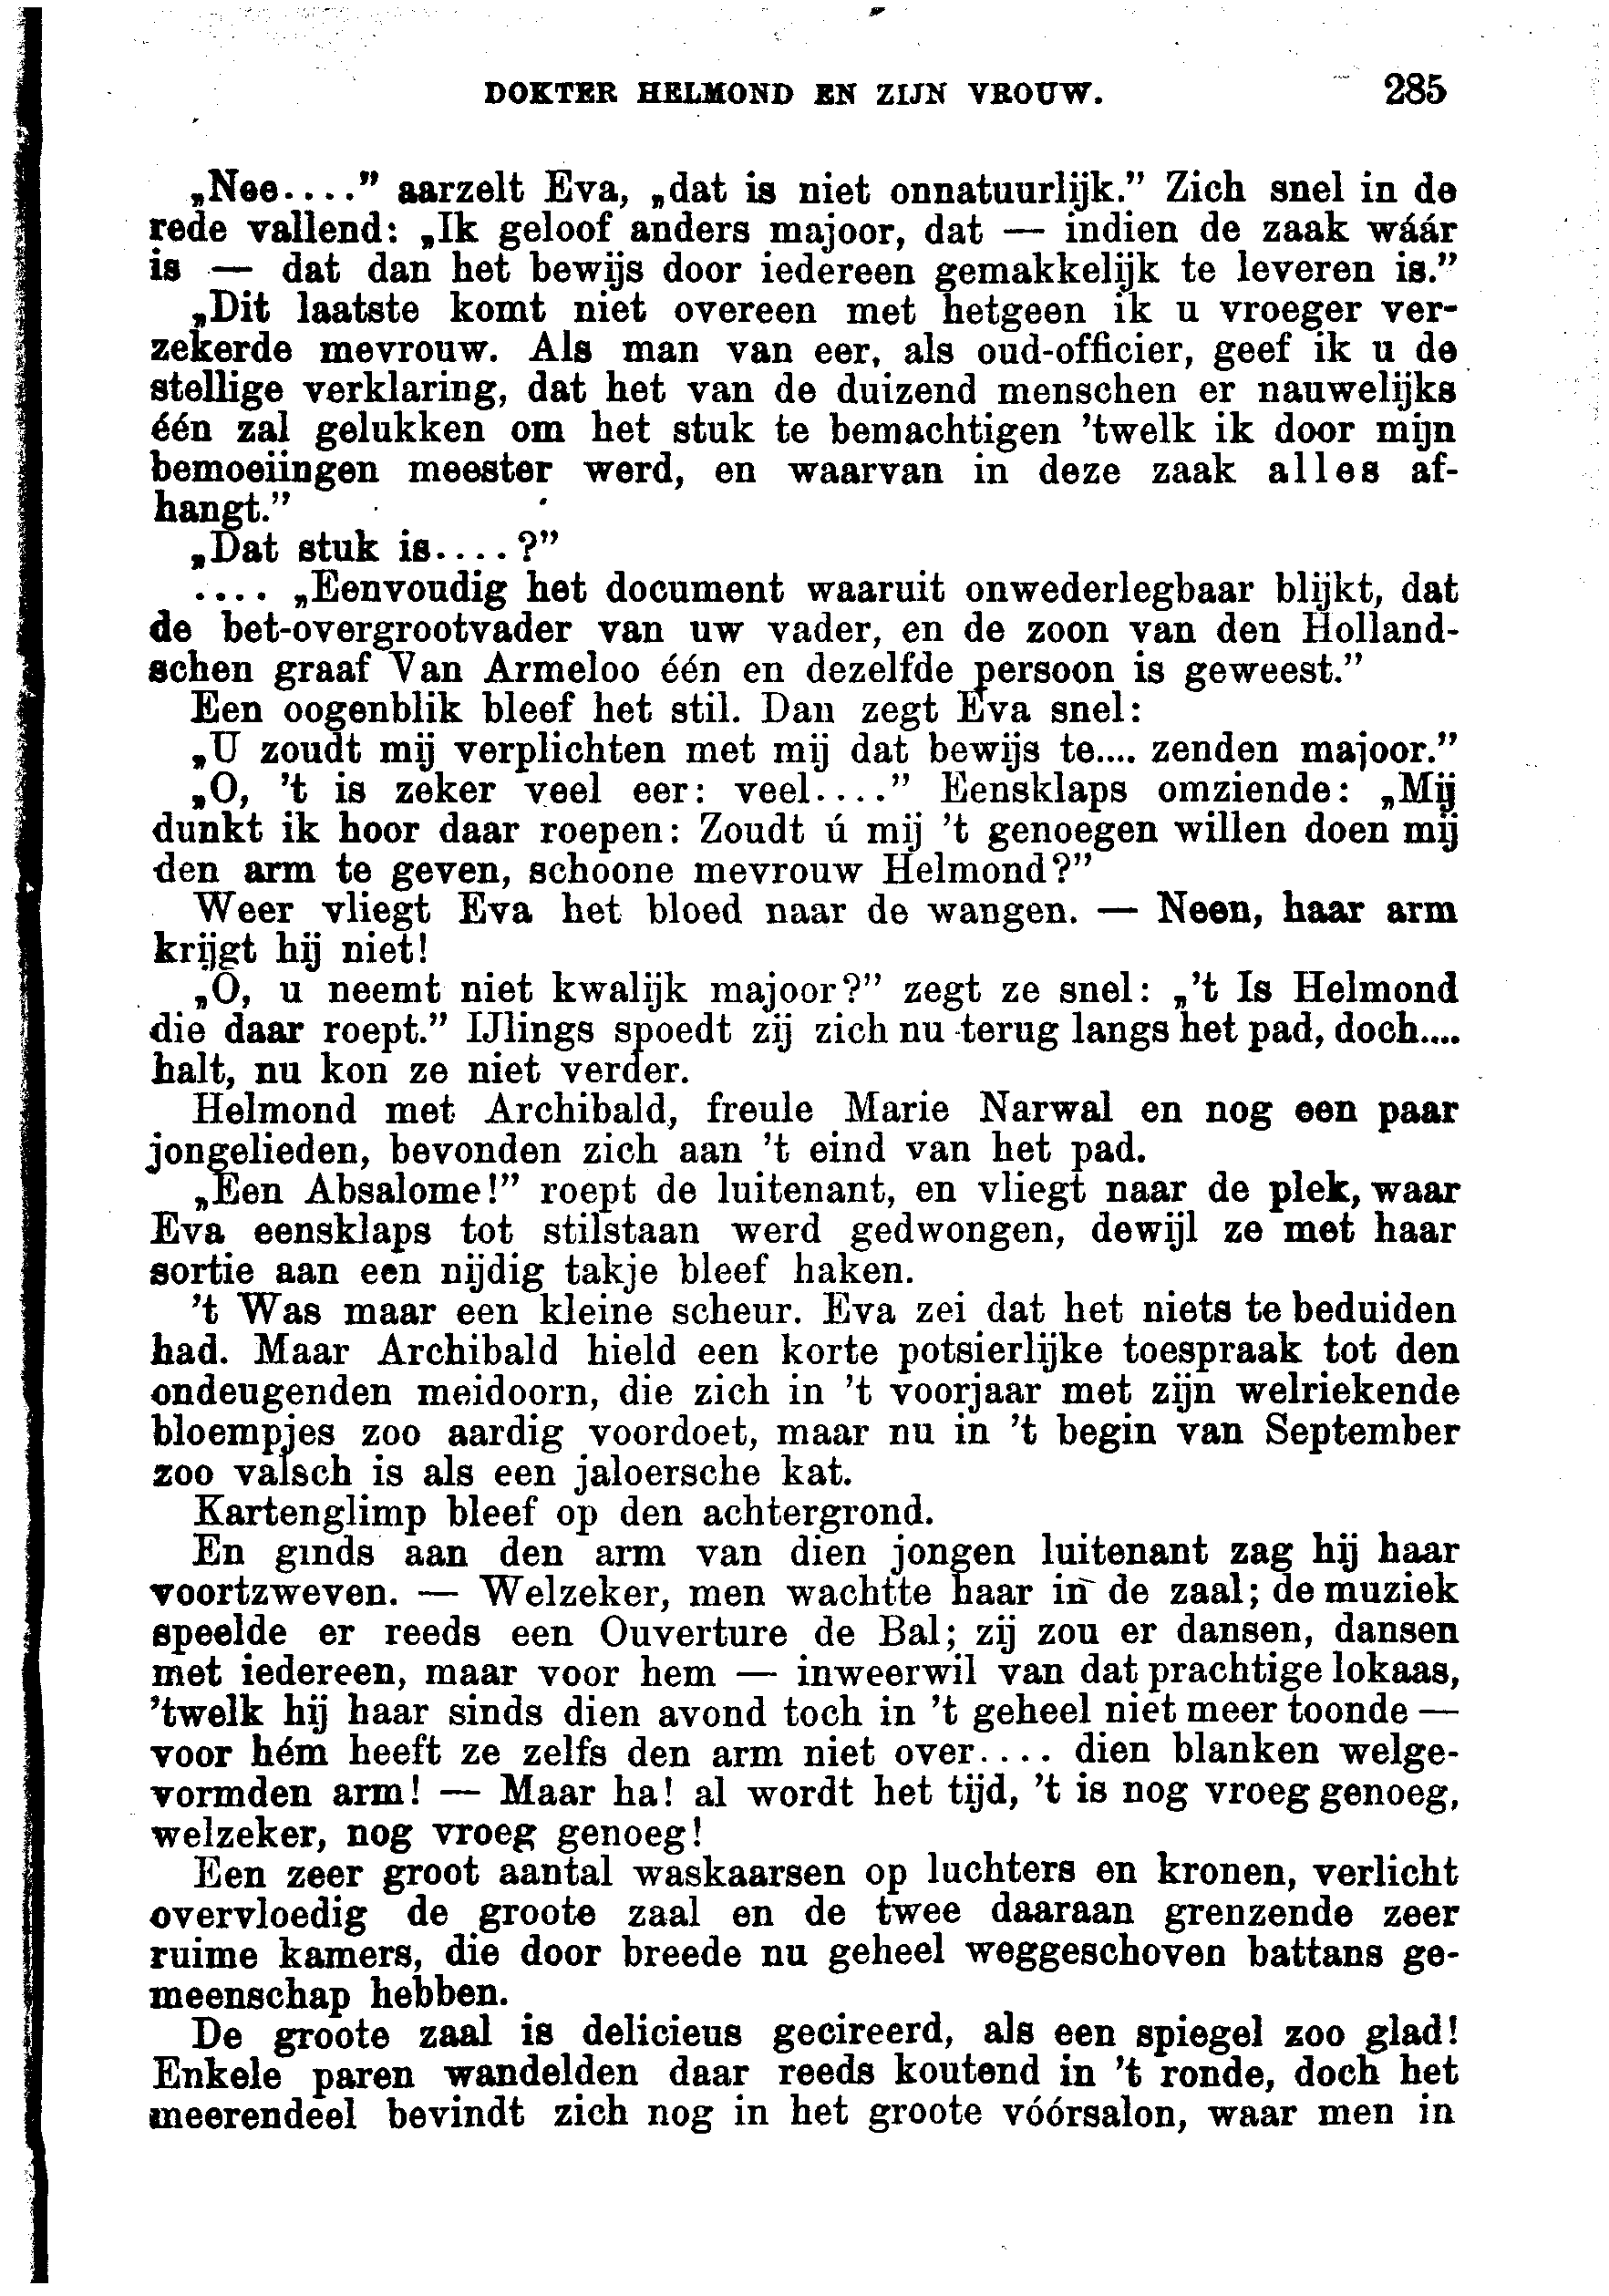 DOKTER HELMOND EN ZIJN VROUW. 285
„Nee....” aarzelt Eva, „dat is niet onnatuurlijk.” Zich snel in de
rede vallend: „Ik geloof anders majoor, dat — indien de zaak wáár
is — dat dan het bewijs door iedereen gemakkelijk te leveren is.”
„Dit laatste komt niet overeen met hetgeen ik u vroeger ver-
zekerde mevrouw. Als man van eer, als oud-officier, geef ik u de
stellige verklaring, dat het van de duizend menschen er nauwelijks
één zal gelukken om het stuk te bemachtigen ’twelk ik door mijn
bemoeiingen meester werd, en waarvan in deze zaak alles af-
hangt.”
„Dat stuk is....?”
.... „Eenvoudig het document waaruit onwederlegbaar blijkt, dat
de bet-overgrootvader van uw vader, en de zoon van den Holland-
schen graaf Van Armeloo één en dezelfde persoon is geweest.”
Een oogenblik bleef het stil. Dan zegt Eva snel:
„U zoudt mij verplichten met mij dat bewijs te.... zenden majoor.”
„O, ’t is zeker veel eer: veel....” Eensklaps omziende: „Mij
dunkt ik hoor daar roepen: Zoudt ú mij ’t genoegen willen doen mij
den arm te geven, schoone mevrouw Helmond?”
Weer vliegt Eva het bloed naar de wangen. — Neen, haar arm
krijgt hij niet!
„O, u neemt niet kwalijk majoor?” zegt ze snel: „’t Is Helmond
die daar roept.” IJlings spoedt zij zich nu terug langs het pad, doch....
halt, nu kon ze niet verder.
Helmond met Archibald, freule Marie Narwal en nog een paar
jongelieden, bevonden zich aan ’t eind van het pad.
„Een Absalome!” roept de luitenant, en vliegt naar de plek, waar
Eva eensklaps tot stilstaan werd gedwongen, dewijl ze met haar
sortie aan een nijdig takje bleef haken.
’t Was maar een kleine scheur. Eva zei dat het niets te beduiden
had. Maar Archibald hield een korte potsierlijke toespraak tot den
ondeugenden meidoorn, die zich in ’t voorjaar met zijn welriekende
bloempjes zoo aardig voordoet, maar nu in ’t begin van September
zoo valsch is als een jaloersche kat.
Kartenglimp bleef op den achtergrond.
En ginds aan den arm van dien jongen luitenant zag hij haar
voortzweven. — Welzeker, men wachtte haar in de zaal; de muziek
speelde er reeds een Ouverture de Bal; zij zou er dansen, dansen
met iedereen, maar voor hem — inweerwil van dat prachtige lokaas,
’twelk hij haar sinds dien avond toch in ’t geheel niet meer toonde —
voor hém heeft ze zelfs den arm niet over.... dien blanken welge-
vormden arm! — Maar ha! al wordt het tijd, ’t is nog vroeg genoeg,
welzeker, nog vroeg genoeg!
Een zeer groot aantal waskaarsen op luchters en kronen, verlicht
overvloedig de groote zaal en de twee daaraan grenzende zeer
ruime kamers, die door breede nu geheel weggeschoven battans ge-
meenschap hebben.
De groote zaal is delicieus gecireerd, als een spiegel zoo glad!
Enkele paren wandelden daar reeds koutend in ’t ronde, doch het
meerendeel bevindt zich nog in het groote vóórsalon, waar men in